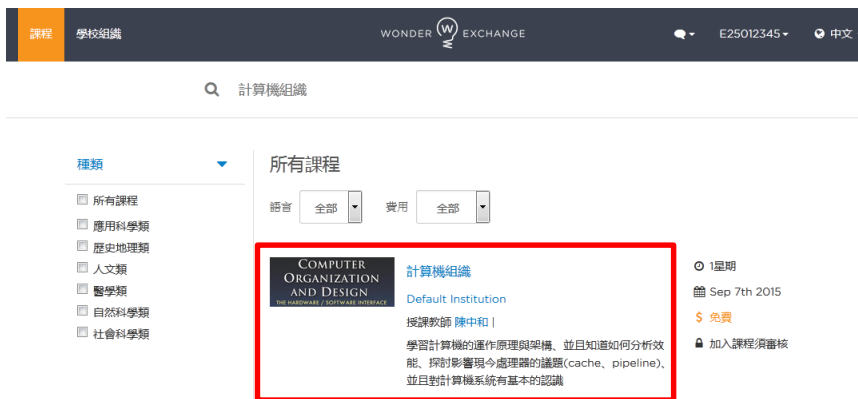 課程 學校組織 WONDER W EXCHANGE E25012345 中文
計算機組織
種類
所有課程
應用科學類
歷史地理類
人文類
醫學類
自然科學類
社會科學類
所有課程
語言 全部 費用 全部
COMPUTER
ORGANIZATION
AND DESIGN
THE HARDWARE / SOFTWARE INTERFACE
計算機組織
Default Institution
授課教師 陳中和 |
學習計算機的運作原理與架構、並且知道如何分析效
能、探討影響現今處理器的議題(cache、pipeline)、
並且對計算機系統有基本的認識
1星期
Sep 7th 2015
$ 免費
加入課程須審核